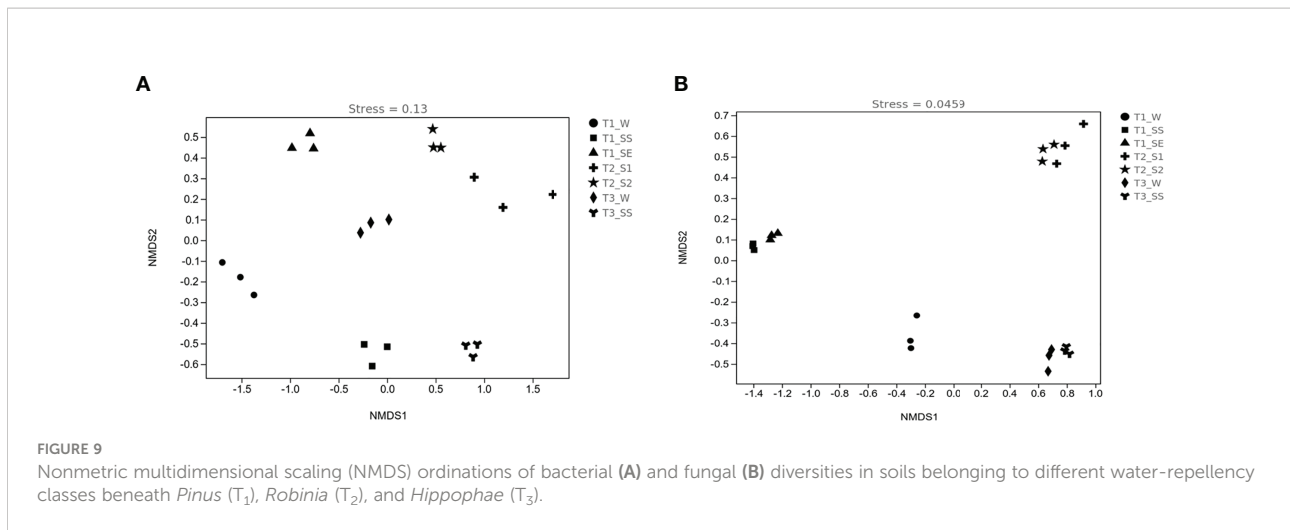 A
Stress = 0.13
0.5
0.4
0.3
0.2
0.1
0.0
-0.1
-0.2
-0.3
-0.4
-0.5
-0.6
NMDS2
-1.5
-1.0
-0.5
0.0
0.5
1.0
1.5
NMDS1
T1_W
T1_SS
T1_SE
T2_S1
T2_S2
T3_W
T3_SS
B
Stress = 0.0459
0.7
0.6
0.5
0.4
0.3
0.2
0.1
0.0
-0.1
-0.2
-0.3
-0.4
-0.5
NMDS2
-1.4
-1.2
-1.0
-0.8
-0.6
-0.4
-0.2
0.0
0.2
0.4
0.6
0.8
1.0
NMDS1
T1_W
T1_SS
T1_SE
T2_S1
T2_S2
T3_W
T3_SS
FIGURE 9
Nonmetric multidimensional scaling (NMDS) ordinations of bacterial (A) and fungal (B) diversities in soils belonging to different water-repellency
classes beneath Pinus (T₁), Robinia (T₂), and Hippophae (T₃).